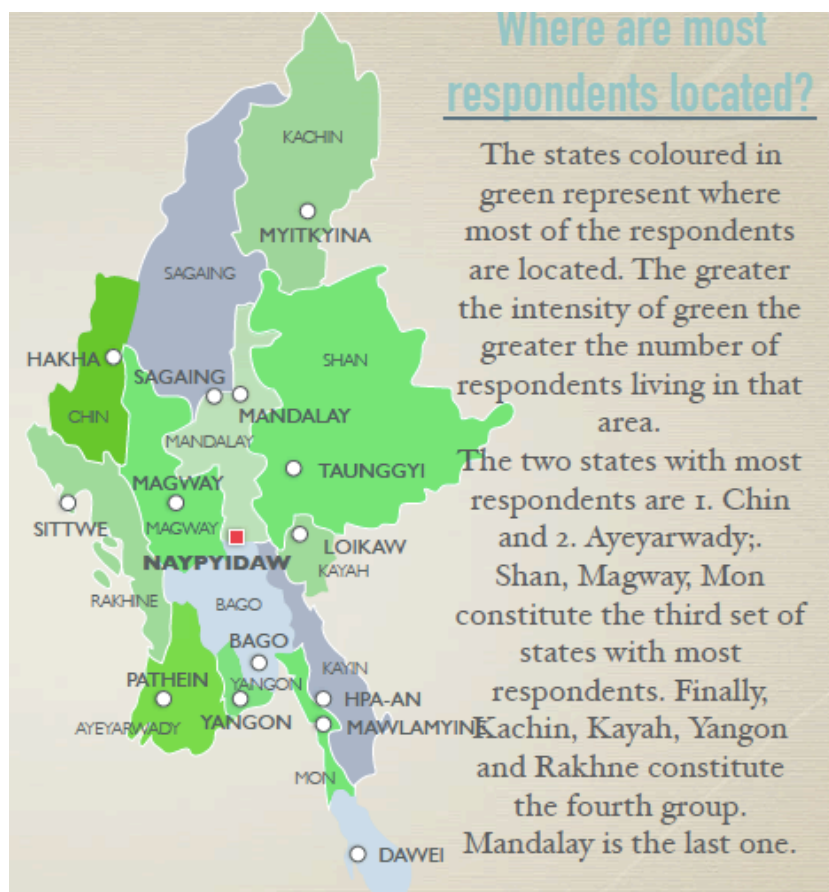 Where are most
respondents located?
The states coloured in
green represent where
most of the respondents
are located. The greater
the intensity of green the
greater the number of
respondents living in that
area.
The two states with most
respondents are 1. Chin
and 2. Ayeyarwady;.
Shan, Magway, Mon
constitute the third set of
states with most
respondents. Finally,
Kachin, Kayah, Yangon
and Rakhne constitute
the fourth group.
Mandalay is the last one.
KACHIN
MYITKYINA
SAGAING
HAKHA
SHAN
SAGAING
MANDALAY
CHIN
MANDALAY
TAUNGGYI
MAGWAY
SITTWE
MAGWAY
LOIKAW
NAYPYIDAW
KAYAH
RAKHINE
BAGO
BAGO
KAYIN
PATHEIN
YANGON
HPA-AN
AYEYARWADY
YANGON
MAWLAMYINE
MON
DAWEI